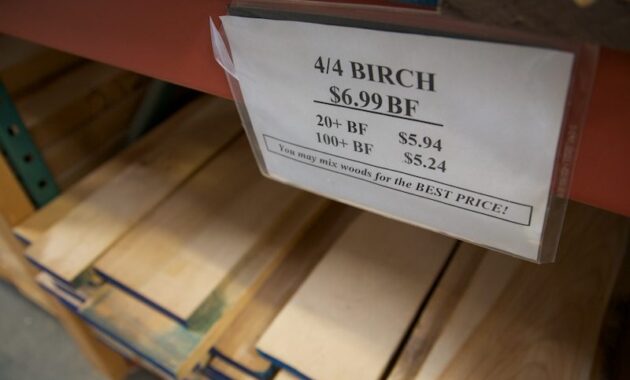 4/4 BIRCH
$6.99 BF
20+ BF $5.94
100+ BF $5.24
You may mix woods for the BEST PRICE!